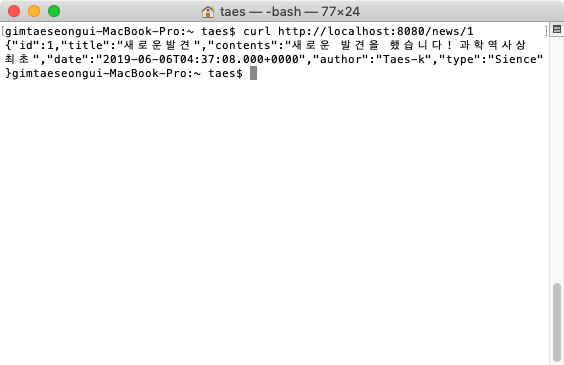 taes — -bash — 77×24
[gimtaeseongui-MacBook-Pro:~ taes$ curl http://localhost:8080/news/1 ]
{"id":1,"title":"새로운발견","contents":"새로운 발견을 했습니다! 과학역사상
최초","date":"2019-06-06T04:37:08.000+0000","author":"Taes-k","type":"Sience"
}gimtaeseongui-MacBook-Pro:~ taes$